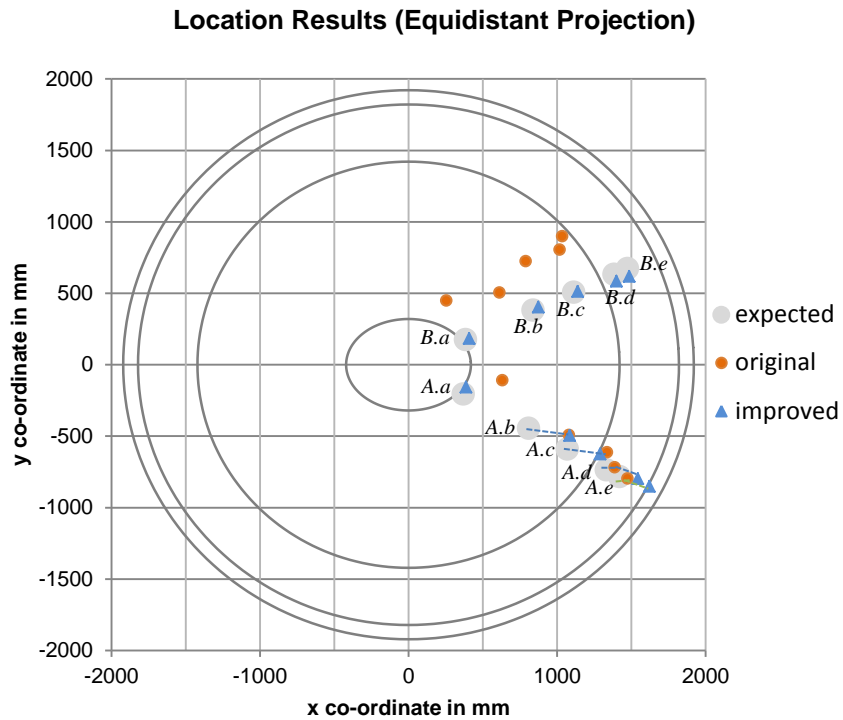 Location Results (Equidistant Projection)
2000
1500
1000
500
0
-500
-1000
-1500
-2000
-2000
-1000
0
1000
2000
y co-ordinate in mm
x co-ordinate in mm
B.a
B.b
B.c
B.d
B.e
A.a
A.b
A.c
A.d
A.e
expected
original
improved